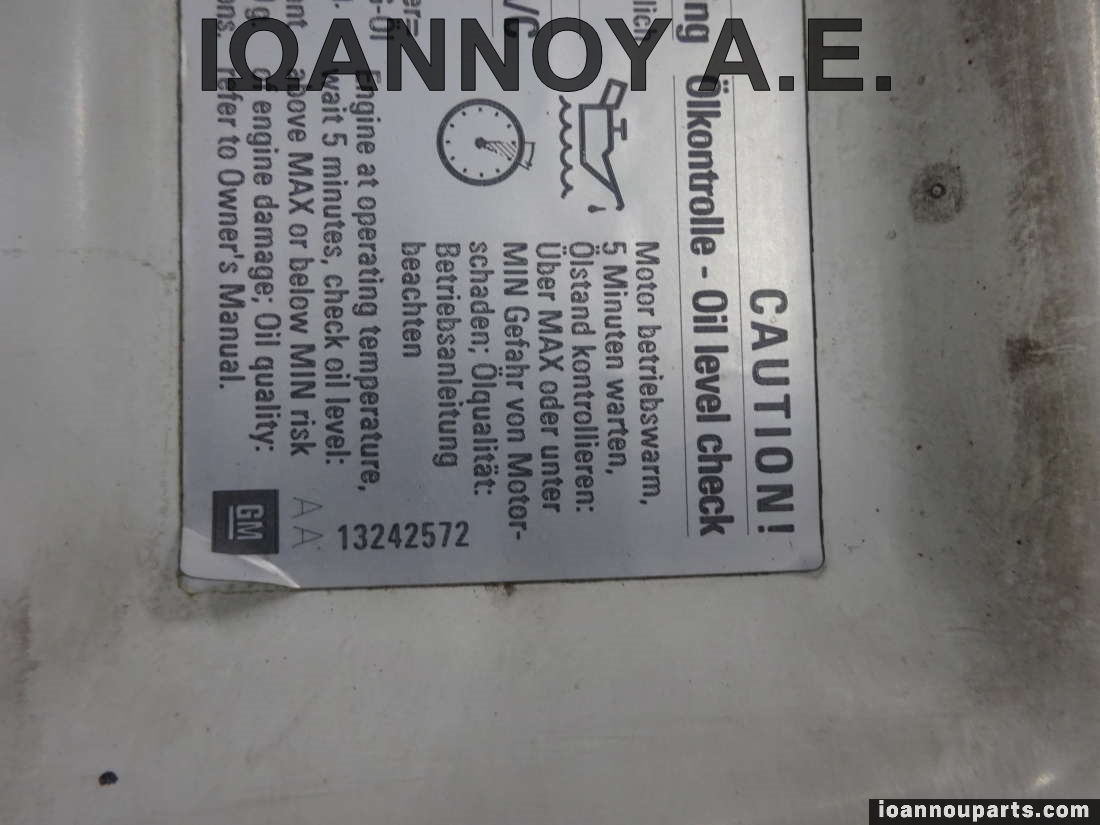 IOANNOY A.E.
CAUTION!
Ölkontrolle - Oil level check
Motor betriebswarm,
5 Minuten warten,
Ölstand kontrollieren:
Über MAX oder unter
MIN Gefahr von Motor-
schaden; Ölqualität:
Betriebsanleitung
beachten
Engine at operating temperature,
wait 5 minutes, check oil level:
above MAX or below MIN risk
of engine damage; Oil quality:
refer to Owner's Manual.
13242572
AA
GM
ioannouparts.com